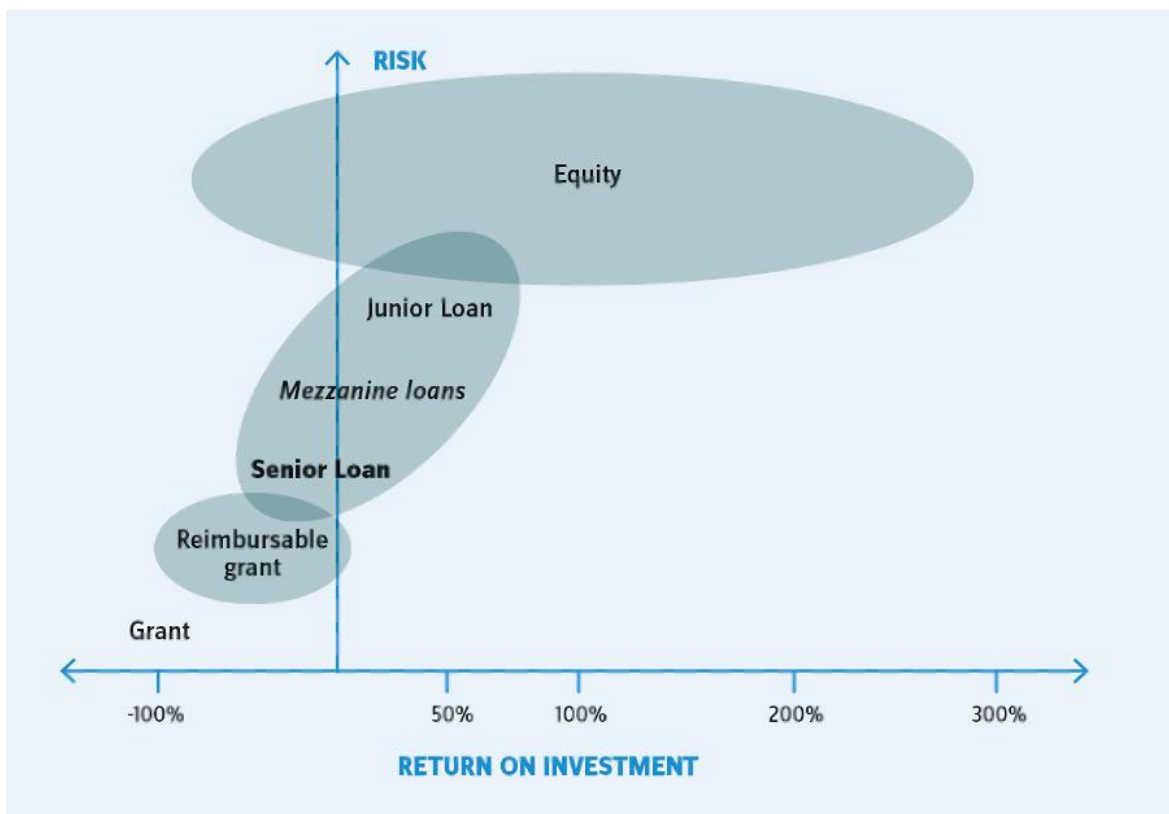 RISK
Equity
Junior Loan
Mezzanine loans
Senior Loan
Reimbursable
grant
Grant
-100%
50%
100%
200%
300%
RETURN ON INVESTMENT